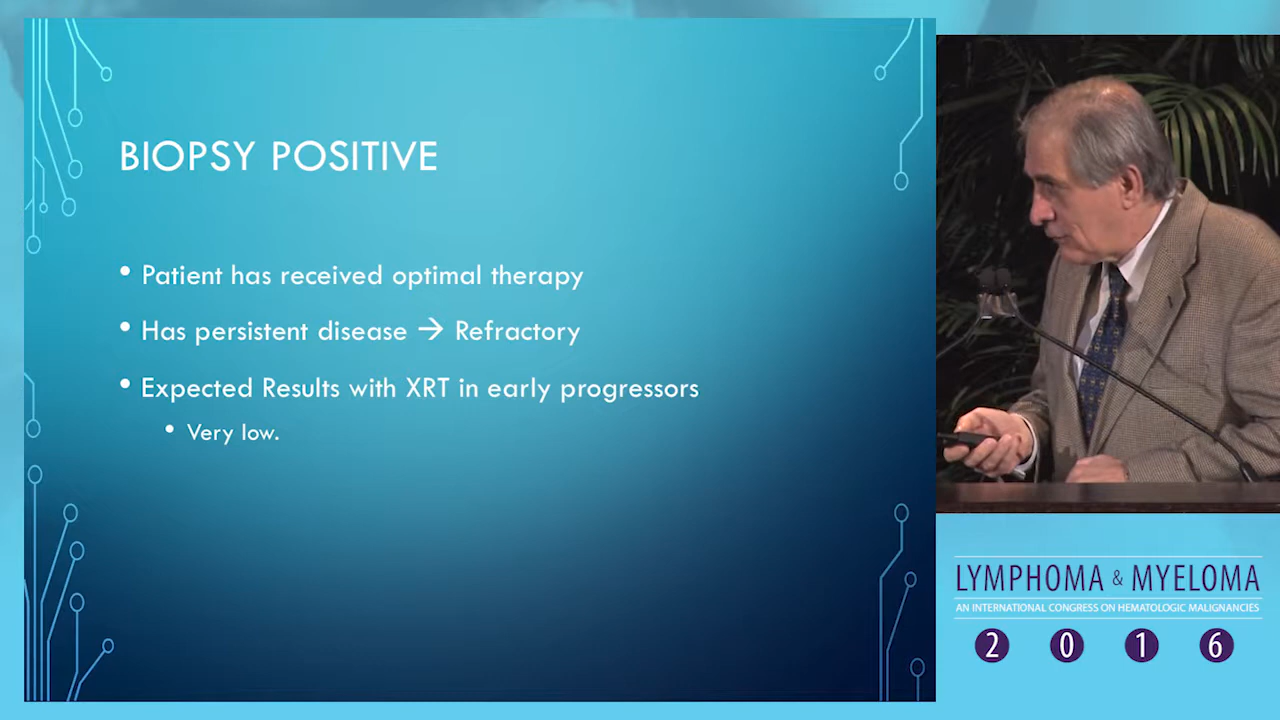 BIOPSY POSITIVE
• Patient has received optimal therapy
• Has persistent disease → Refractory
• Expected Results with XRT in early progressors
• Very low.
LYMPHOMA & MYELOMA
AN INTERNATIONAL CONGRESS ON HEMATOLOGIC MALIGNANCIES
2 0 1 6